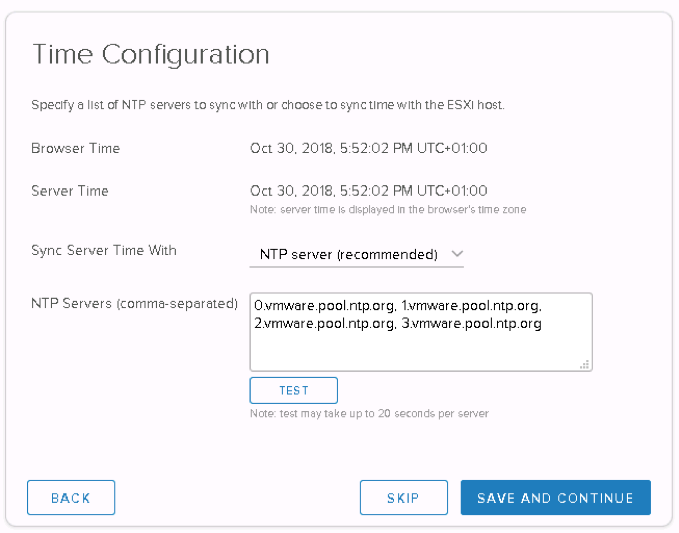 Time Configuration
Specify a list of NTP servers to sync with or choose to sync time with the ESXi host.
Browser Time Oct 30, 2018, 5:52:02 PM UTC+01:00
Server Time Oct 30, 2018, 5:52:02 PM UTC+01:00
Note: server time is displayed in the browser's time zone
Sync Server Time With NTP server (recommended)
NTP Servers (comma-separated) 0.vmware.pool.ntp.org, 1.vmware.pool.ntp.org,
2.vmware.pool.ntp.org, 3.vmware.pool.ntp.org
TEST
Note: test may take up to 20 seconds per server
BACK SKIP SAVE AND CONTINUE